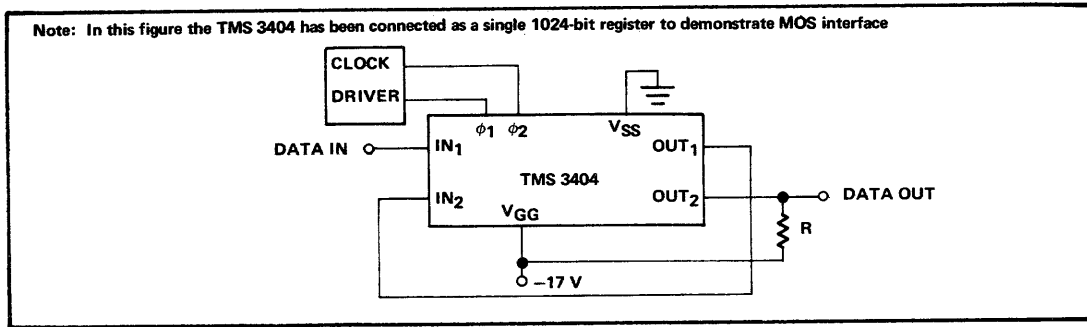 Note: In this figure the TMS 3404 has been connected as a single 1024-bit register to demonstrate MOS interface
CLOCK
DRIVER
ϕ1 ϕ2
VSS
DATA IN
IN1
OUT1
TMS 3404
IN2
OUT2
DATA OUT
VGG
R
−17 V